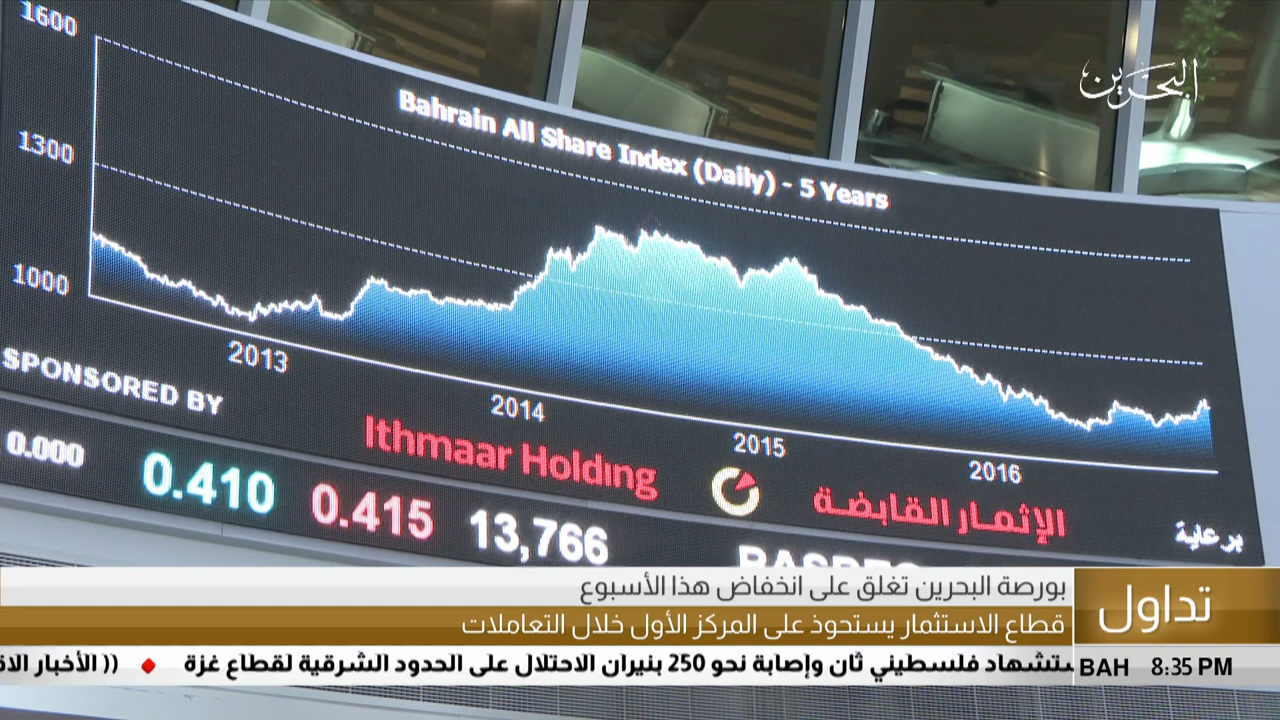 البحرين
1600
1300
1000
Bahrain All Share Index (Daily) - 5 Years
2013
2014
2015
2016
SPONSORED BY
Ithmaar Holding
الإثمار القابضة
برعاية
0.000 0.410 0.415 13,766
بورصة البحرين تغلق على انخفاض هذا الأسبوع
قطاع الاستثمار يستحوذ على المركز الأول خلال التعاملات
تداول
ستشهاد فلسطيني ثان وإصابة نحو 250 بنيران الاحتلال على الحدود الشرقية لقطاع غزة ♦ (( الأخبار
BAH 8:35 PM